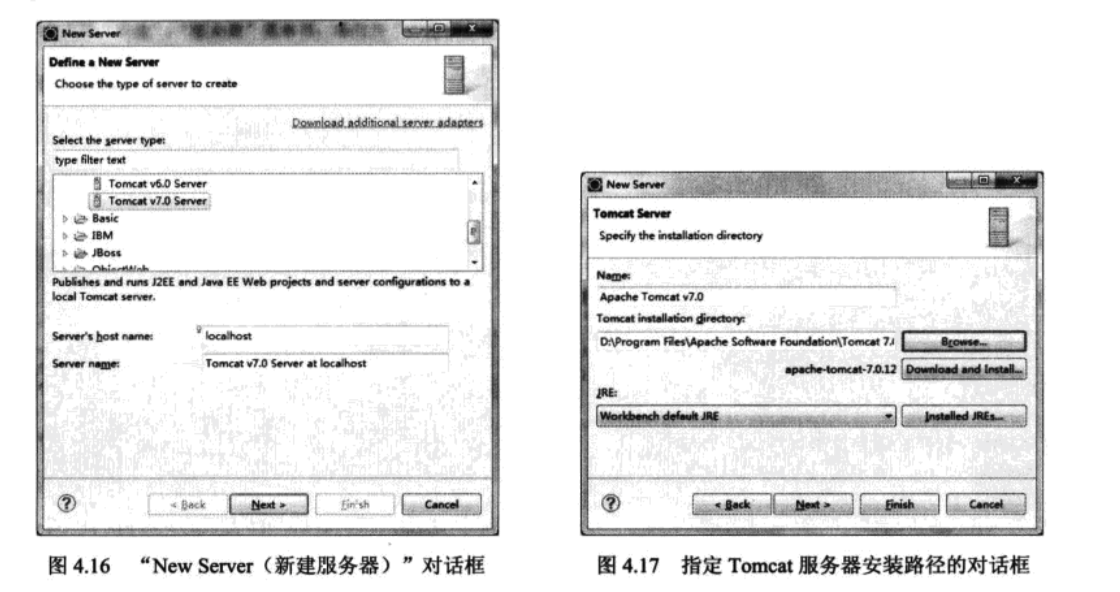 New Server
Define a New Server
Choose the type of server to create
Download additional server adapters
Select the server type:
type filter text
Tomcat v6.0 Server
Tomcat v7.0 Server
Basic
IBM
JBoss
ObjectWeb
Publishes and runs J2EE and Java EE Web projects and server configurations to a
local Tomcat server.
Server's host name:
localhost
Server name:
Tomcat v7.0 Server at localhost
< Back
Next >
Finish
Cancel
图 4.16 “New Server（新建服务器）”对话框
New Server
Tomcat Server
Specify the installation directory
Name:
Apache Tomcat v7.0
Tomcat installation directory:
D:\Program Files\Apache Software Foundation\Tomcat 7.
Browse...
apache-tomcat-7.0.12
Download and Install...
JRE:
Workbench default JRE
Installed JREs...
< Back
Next >
Finish
Cancel
图 4.17 指定 Tomcat 服务器安装路径的对话框